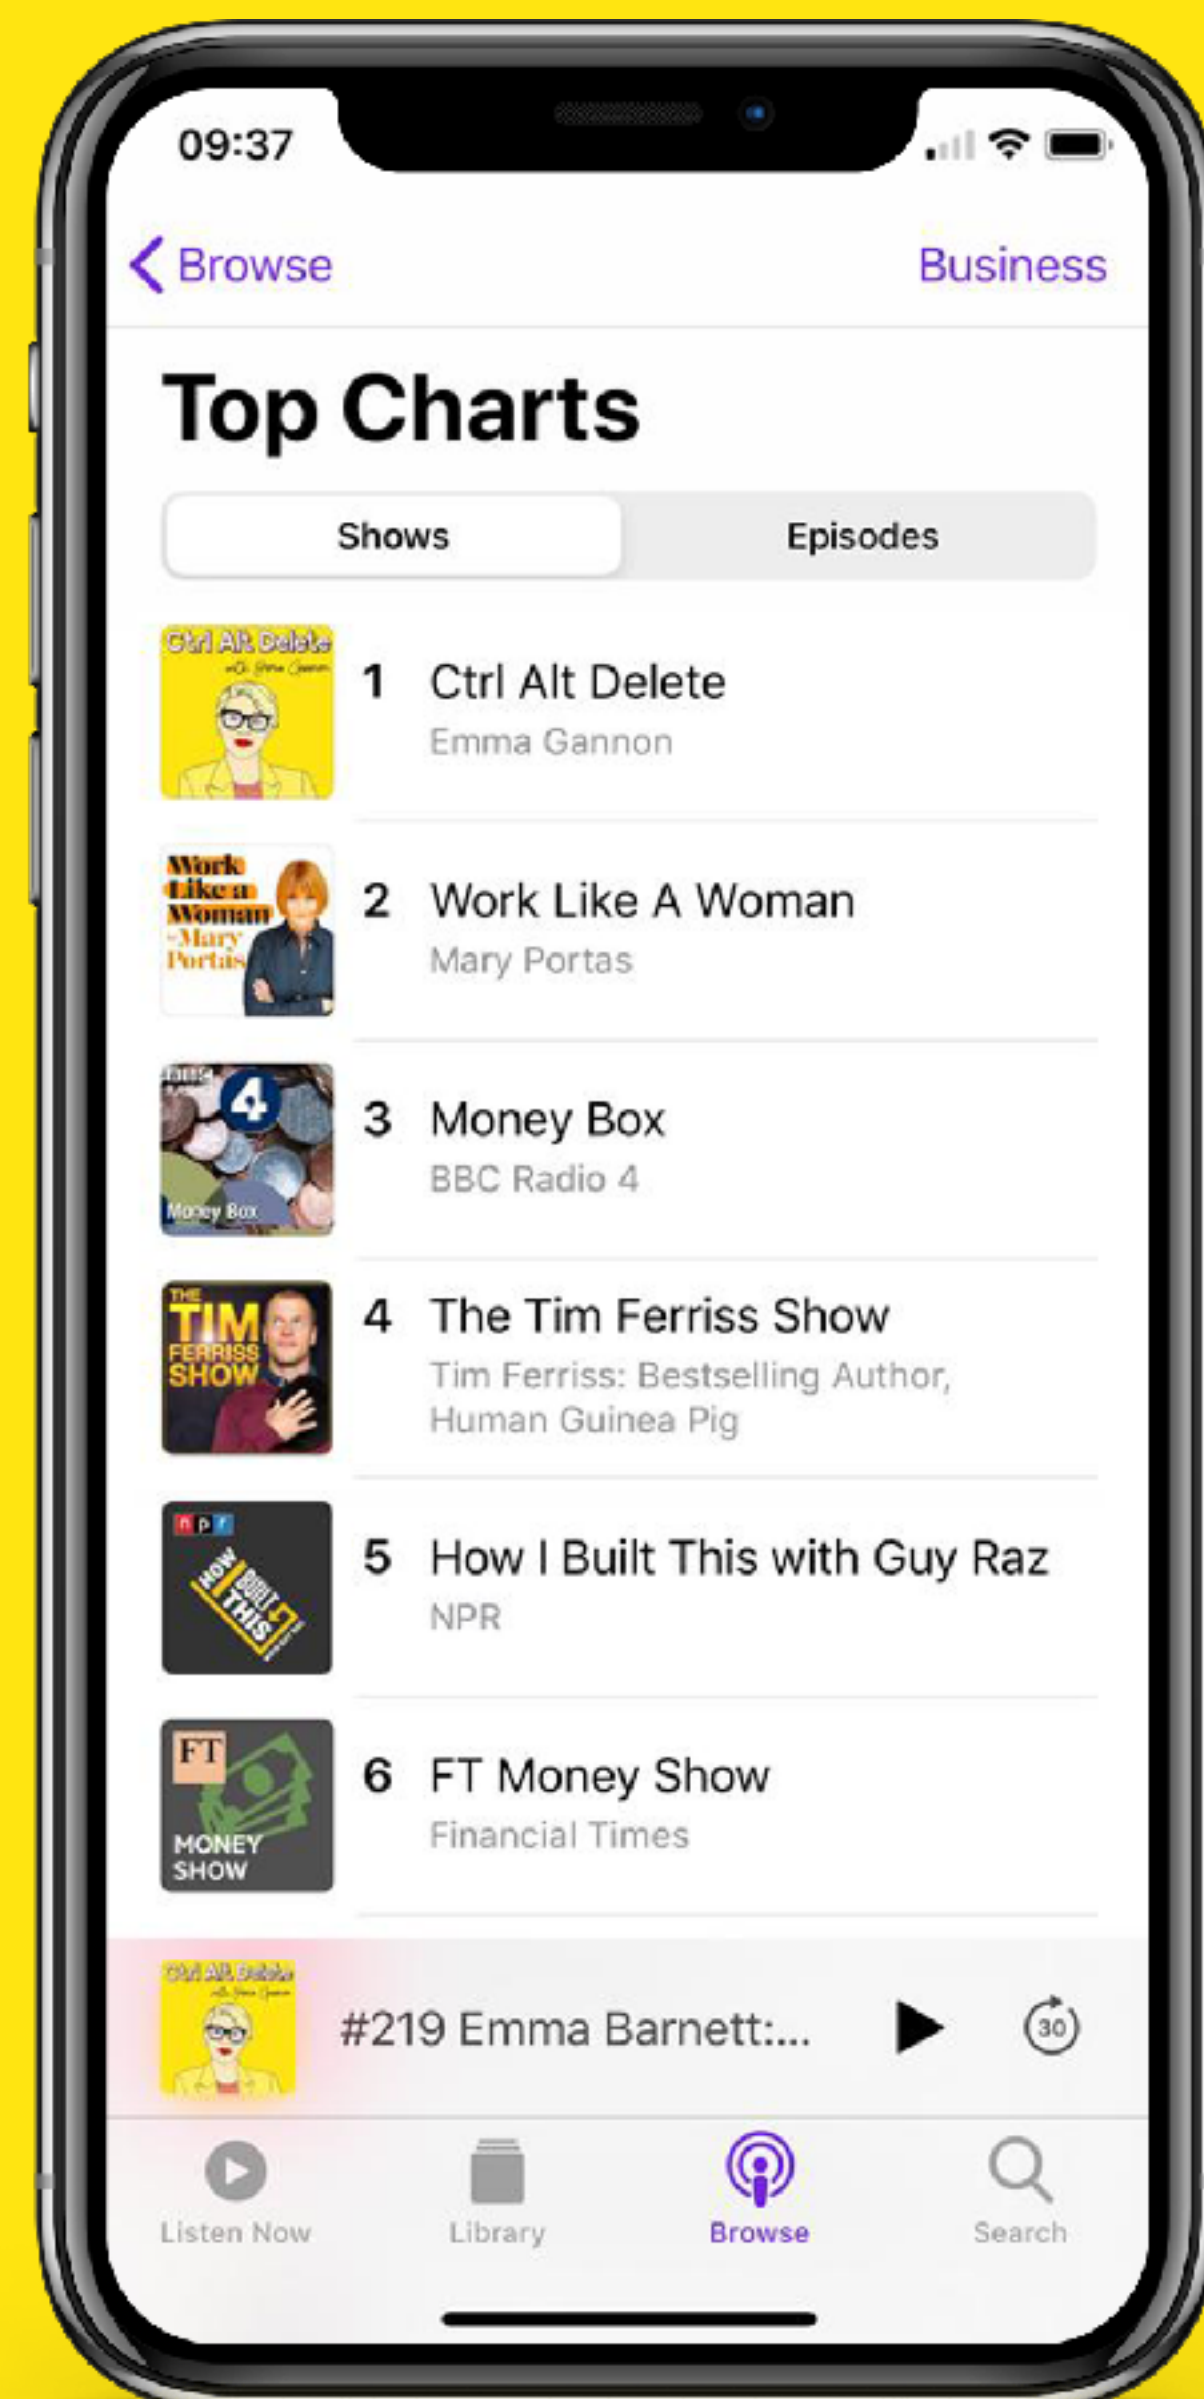 09:37
Browse
Business
Top Charts
Shows
Episodes
Ctrl Alt Delete
with Emma Gannon
1 Ctrl Alt Delete
Emma Gannon
Work
Like a
Woman
Mary
Portas
2 Work Like A Woman
Mary Portas
4
Money Box
3 Money Box
BBC Radio 4
THE
TIM
FERRISS
SHOW
4 The Tim Ferriss Show
Tim Ferriss: Bestselling Author,
Human Guinea Pig
npr
HOW
I BUILT
THIS
5 How I Built This with Guy Raz
NPR
FT
MONEY
SHOW
6 FT Money Show
Financial Times
Ctrl Alt Delete
#219 Emma Barnett:...
30
Listen Now
Library
Browse
Search